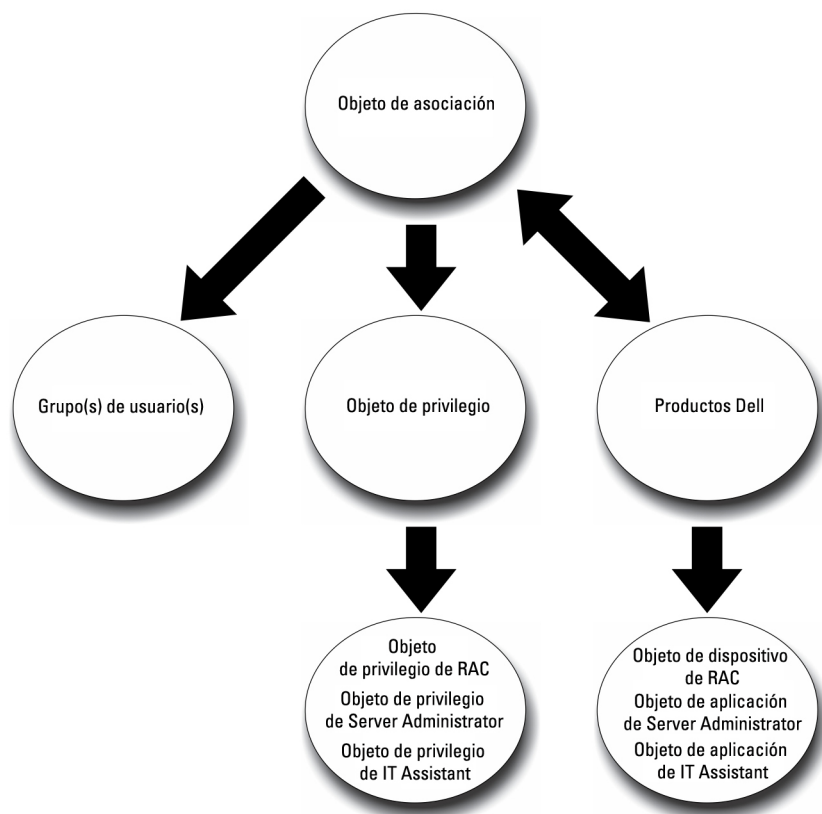 Objeto de asociación
Grupo(s) de usuario(s)
Objeto de privilegio
Productos Dell
Objeto
de privilegio de RAC
Objeto de privilegio
de Server Administrator
Objeto de privilegio
de IT Assistant
Objeto de dispositivo
de RAC
Objeto de aplicación
de Server Administrator
Objeto de aplicación
de IT Assistant